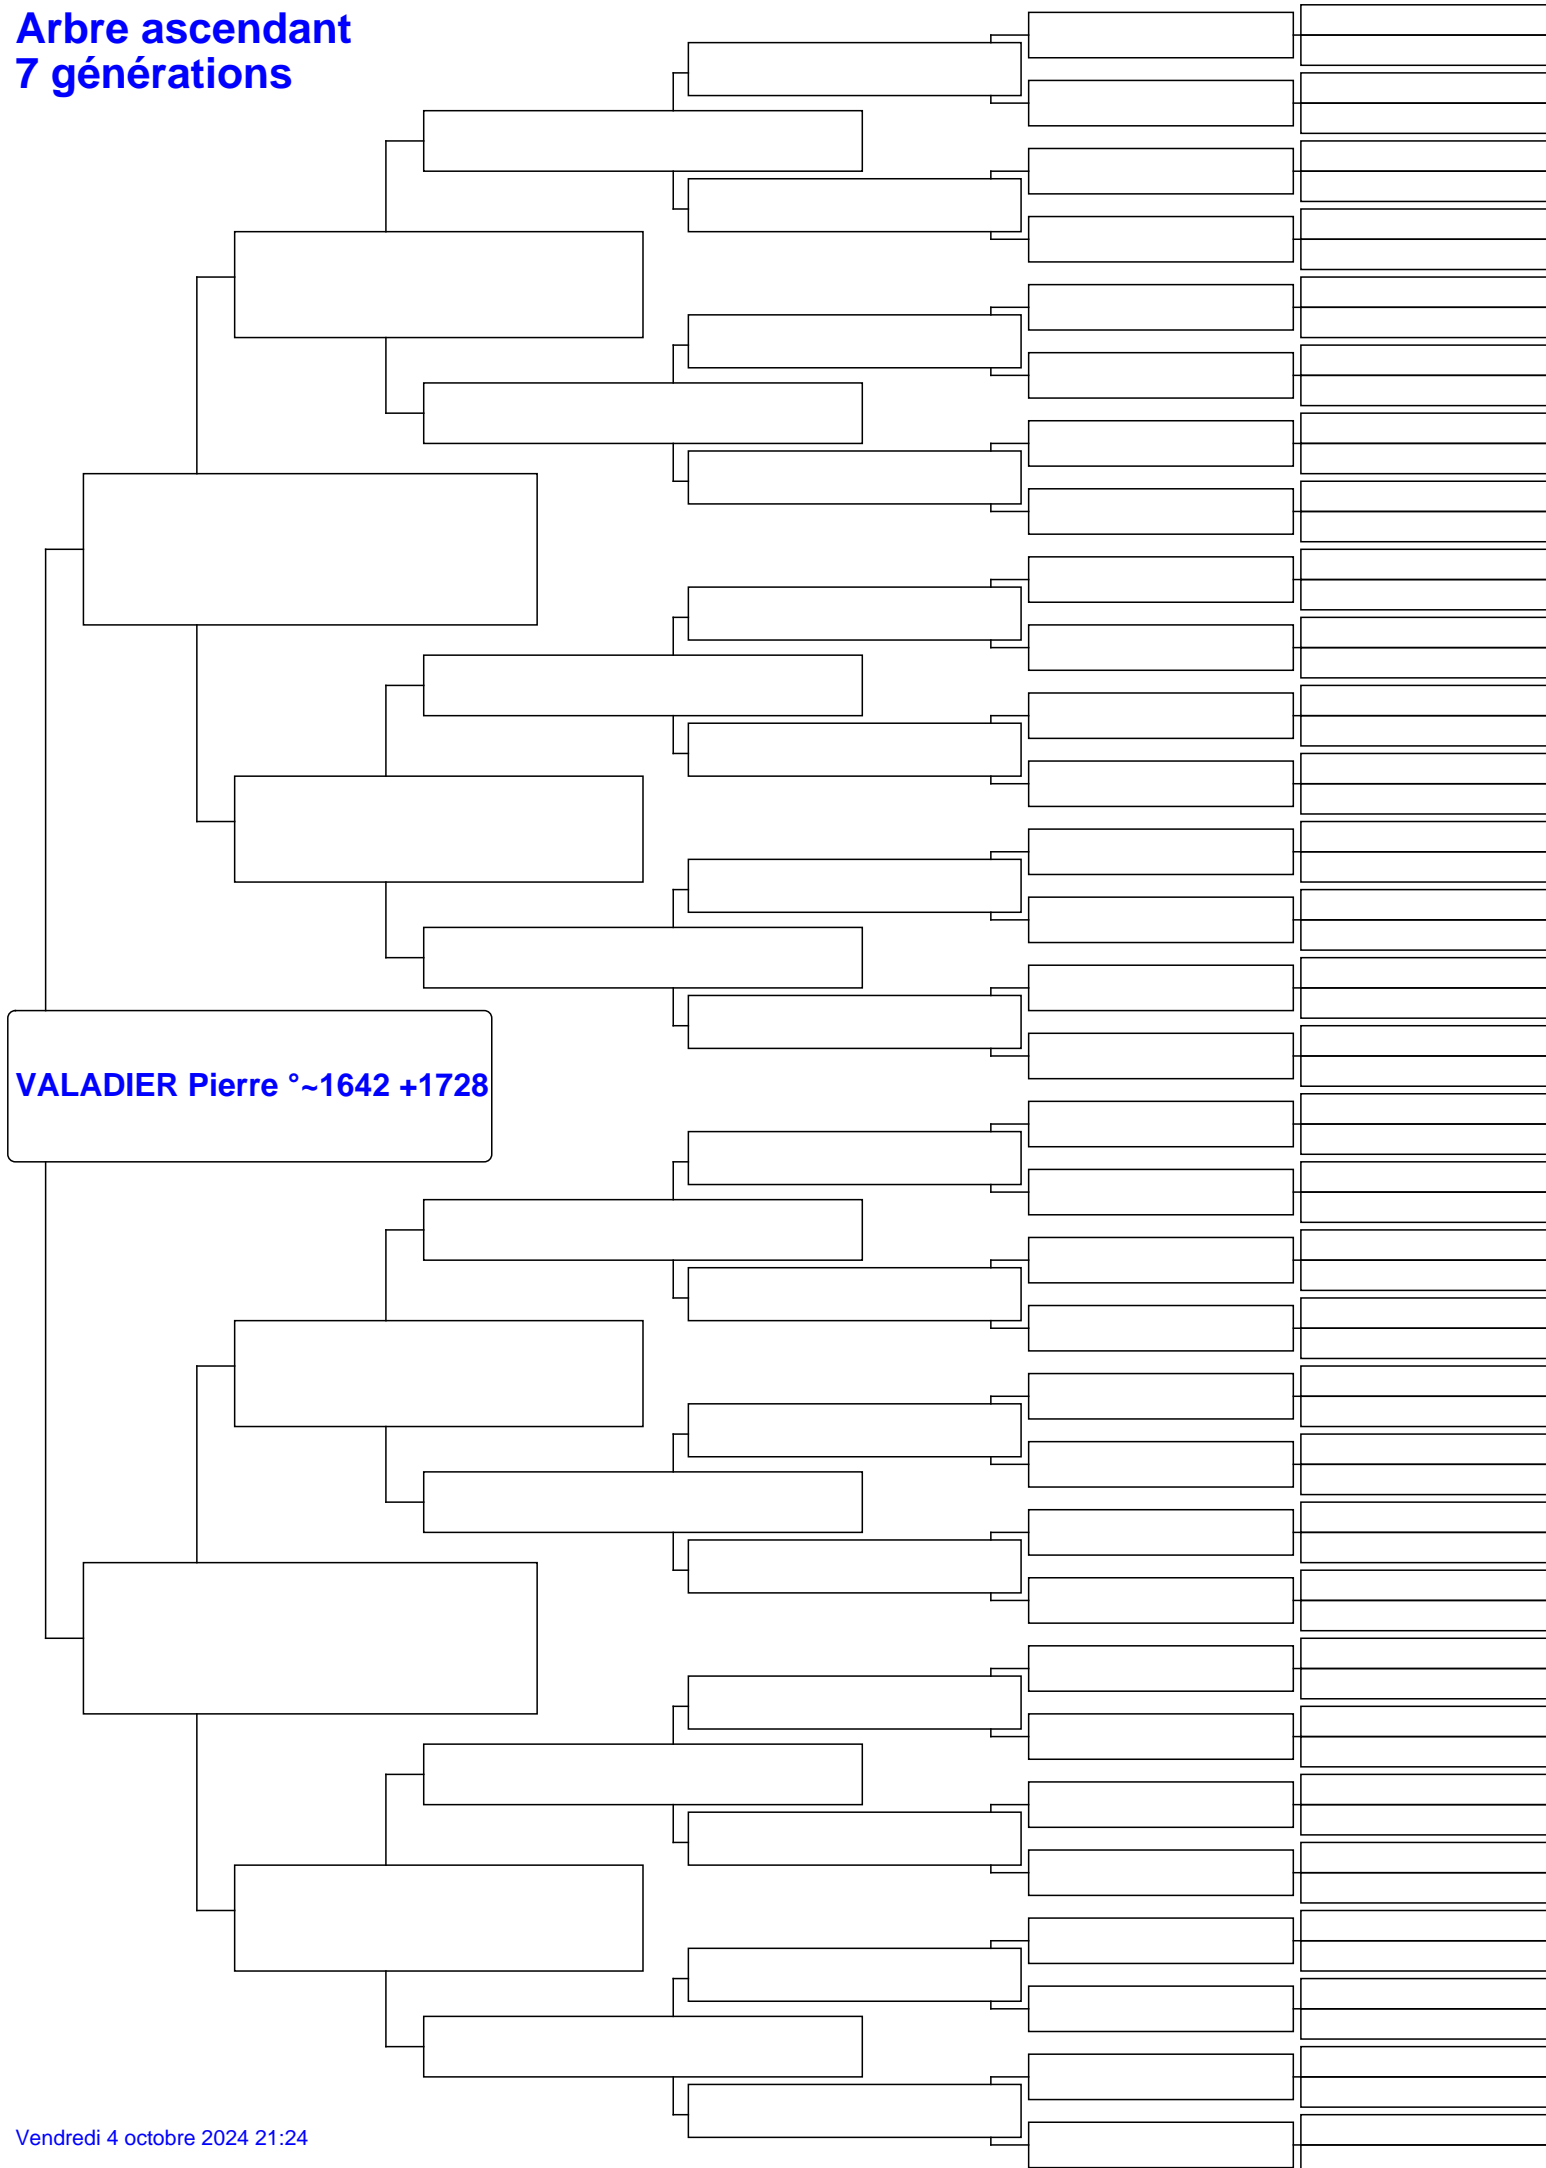 Arbre ascendant
7 générations
VALADIER Pierre °~1642 +1728
Vendredi 4 octobre 2024 21:24